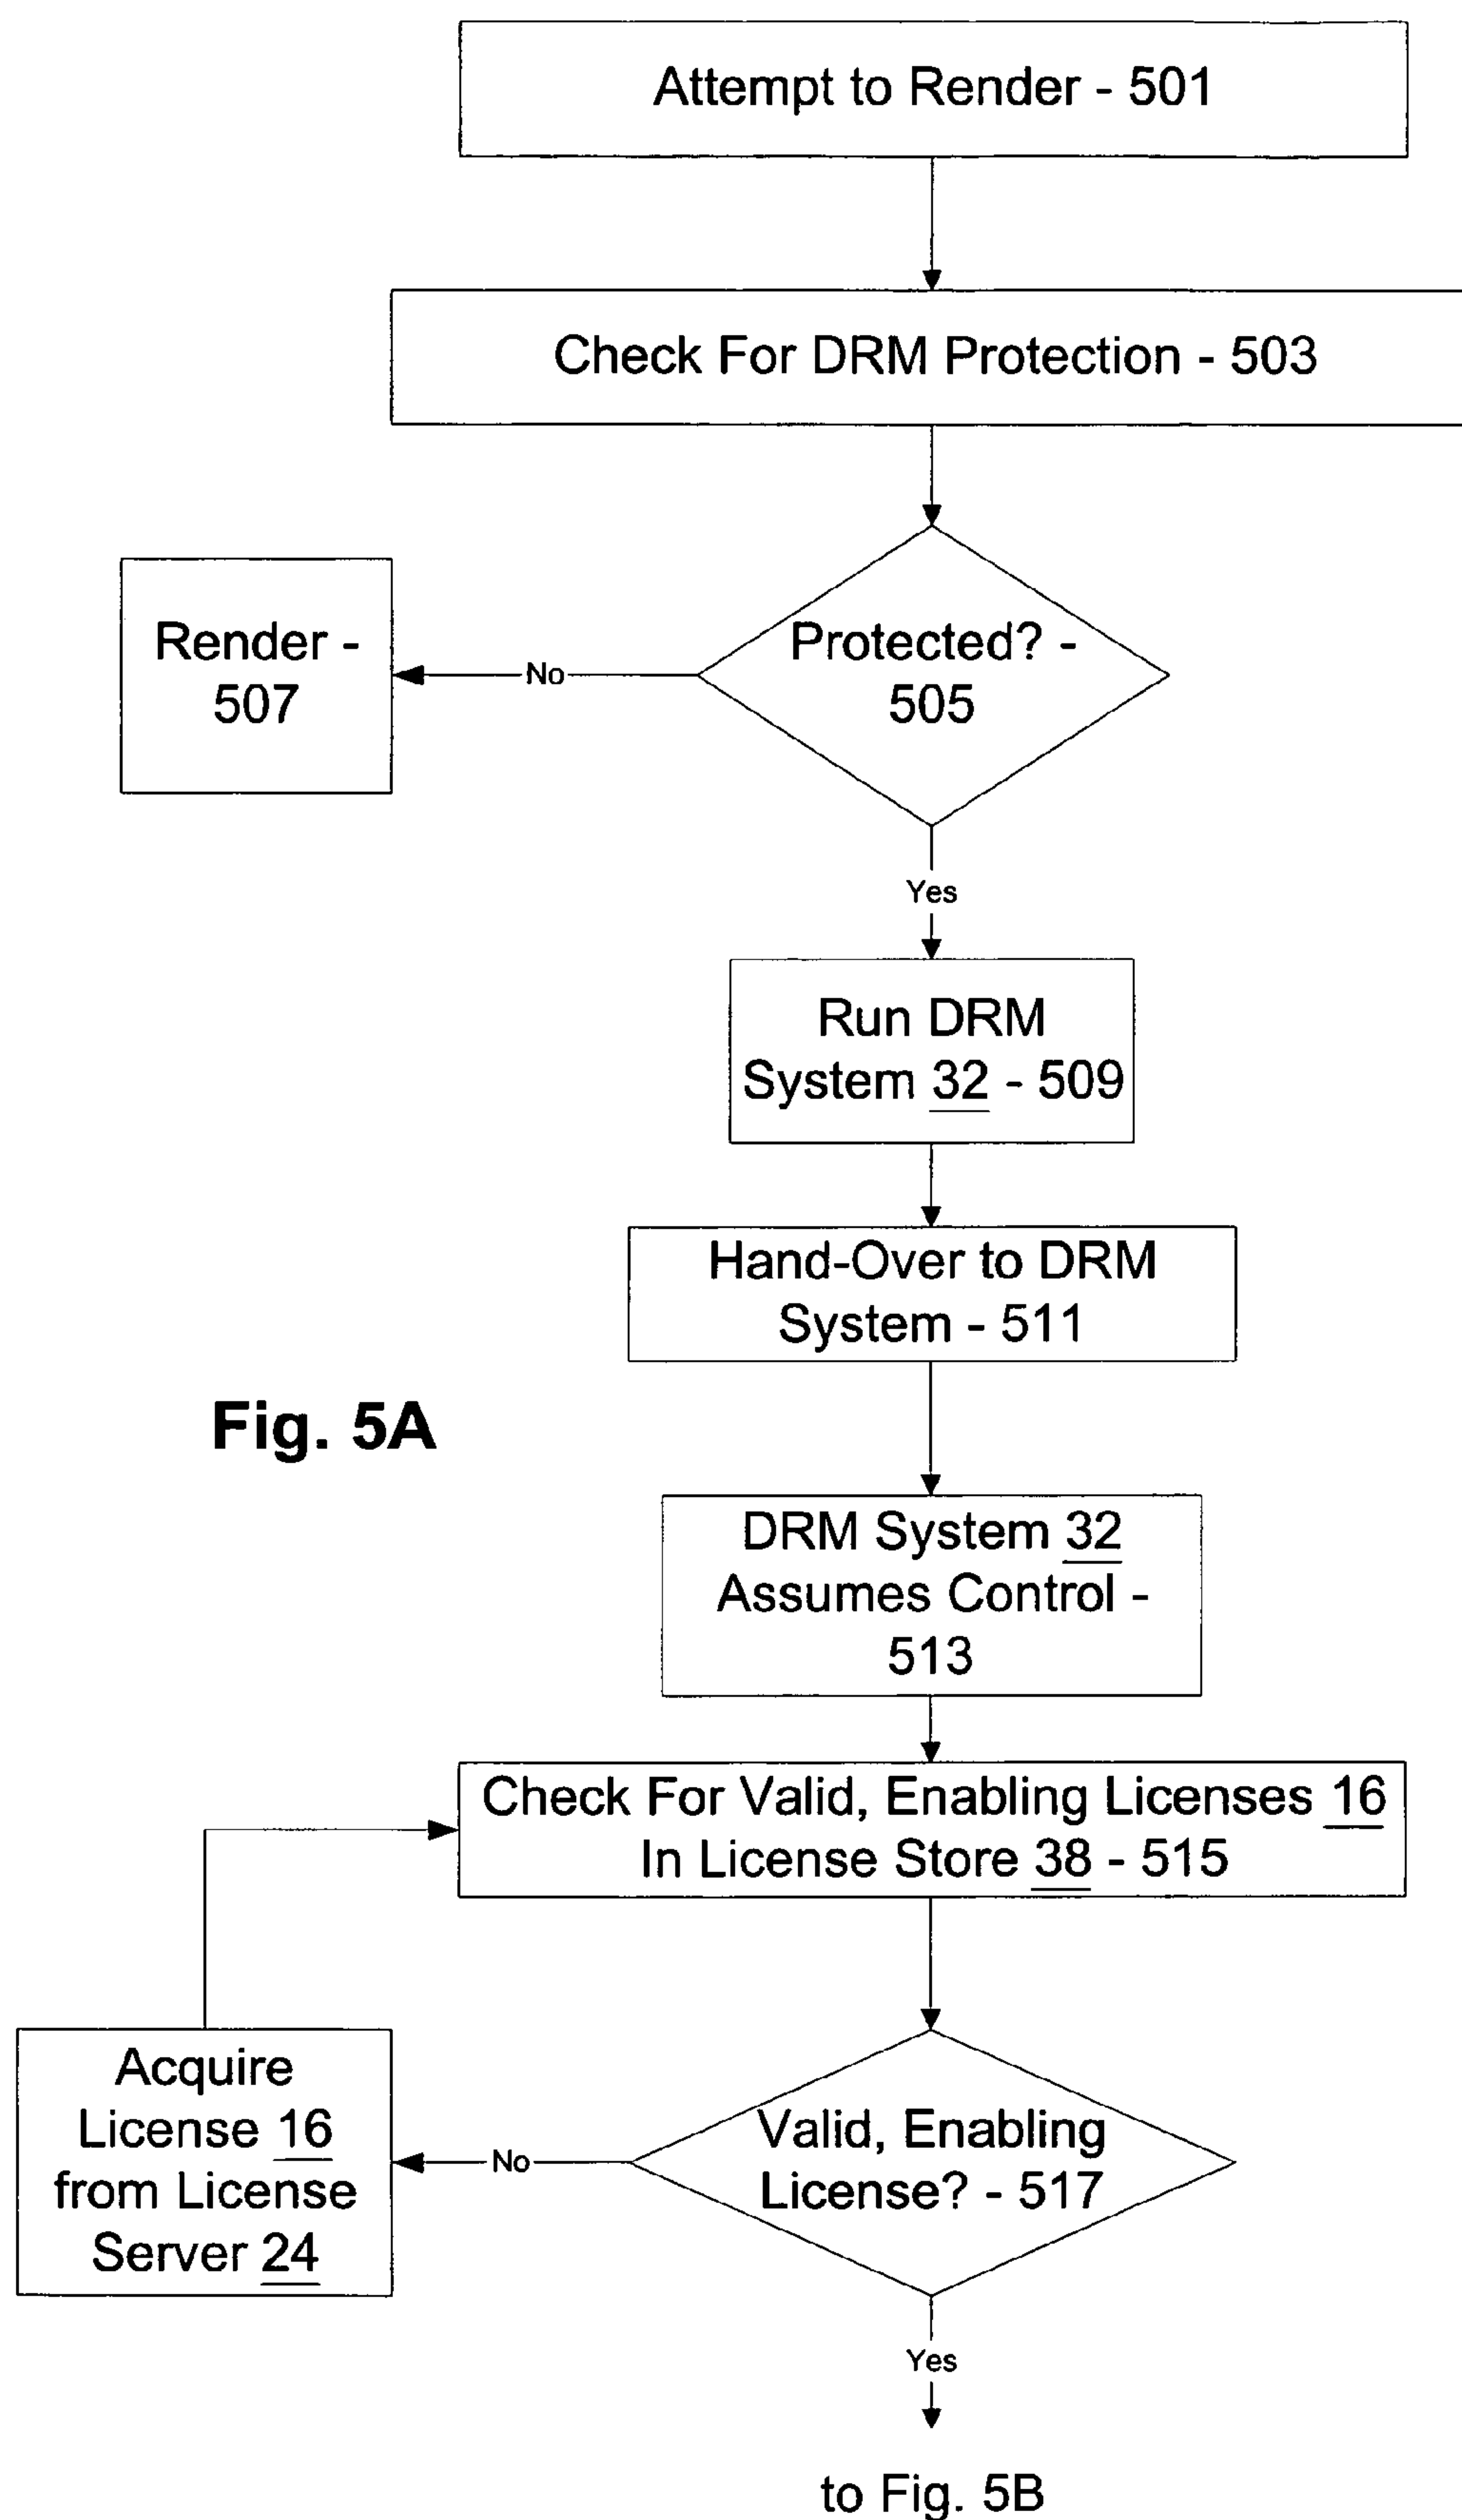 Attempt to Render - 501
Check For DRM Protection - 503
Protected? -
505
No
Render -
507
Yes
Run DRM
System 32 - 509
Hand-Over to DRM
System - 511
Fig. 5A
DRM System 32
Assumes Control -
513
Check For Valid, Enabling Licenses 16
In License Store 38 - 515
Valid, Enabling
License? - 517
No
Acquire
License 16
from License
Server 24
Yes
to Fig. 5B